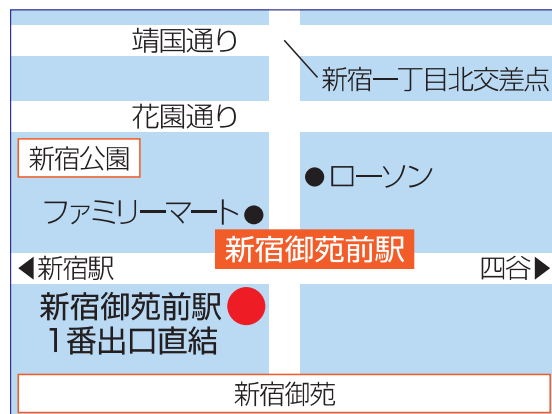 靖国通り
新宿一丁目北交差点
花園通り
新宿公園
ローソン
ファミリーマート
新宿御苑前駅
新宿駅
四谷
新宿御苑前駅
1番出口直結
新宿御苑